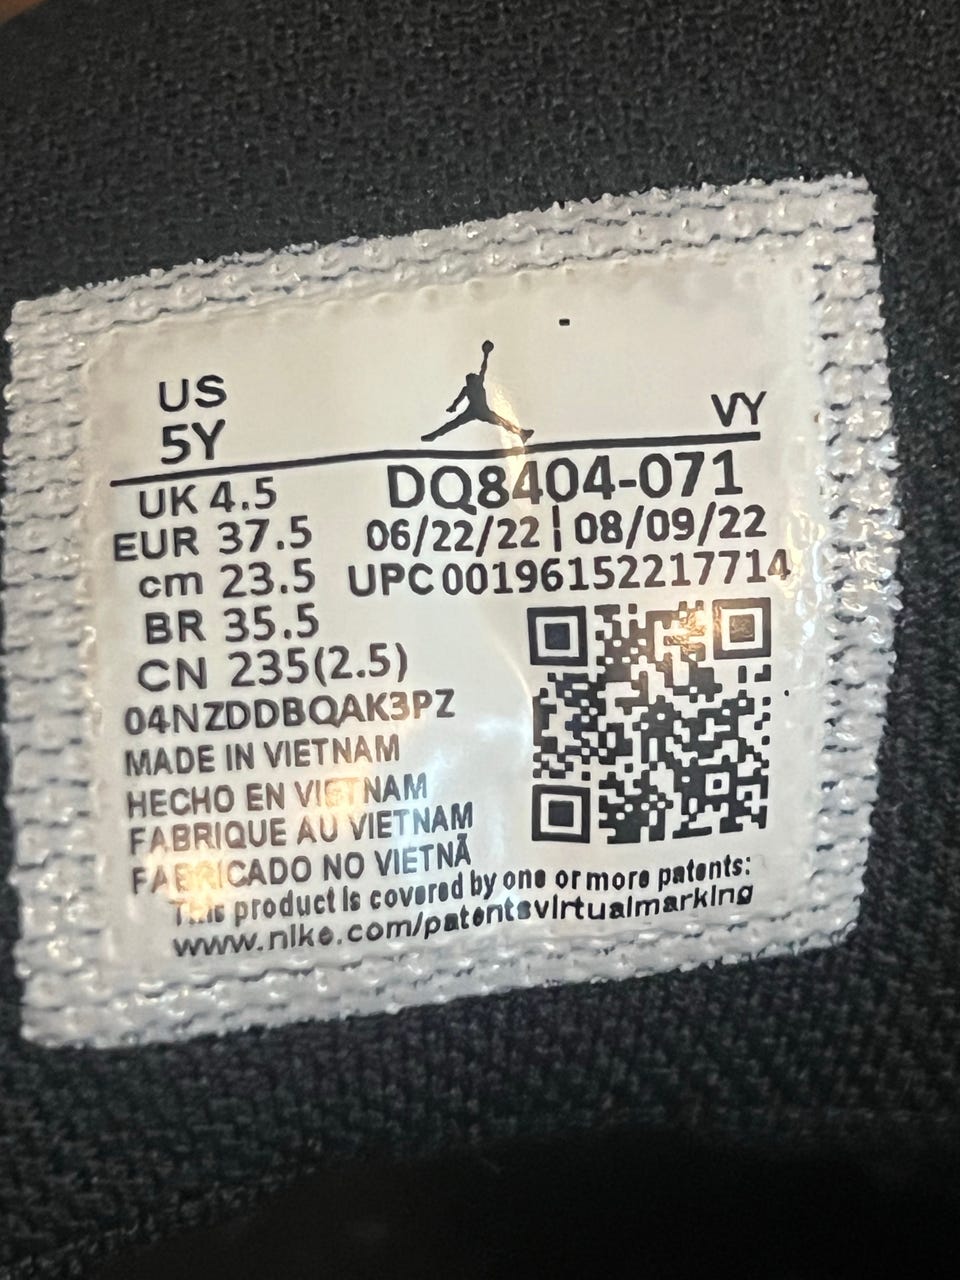 US
VY
5Y
UK 4.5
DQ8404-071
EUR 37.5
06/22/22 | 08/09/22
cm 23.5
UPC 00196152217714
BR 35.5
CN 235(2.5)
04NZDDBQAK3PZ
MADE IN VIETNAM
HECHO EN VIETNAM
FABRIQUE AU VIETNAM
FABRICADO NO VIETNÃ
This product is covered by one or more patents:
www.nike.com/patentsvirtualmarking